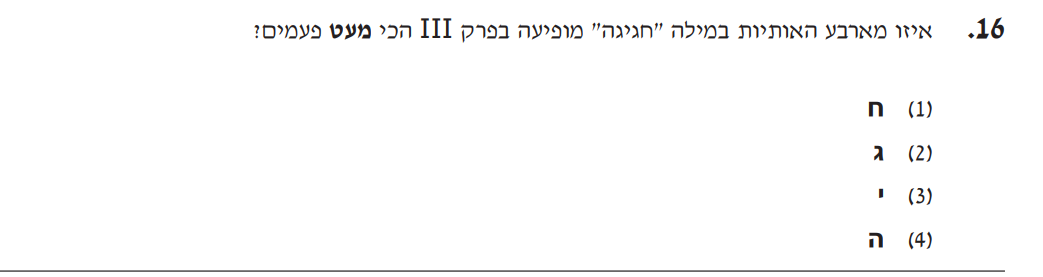 16. איזו מארבע האותיות במילה "חגיגה" מופיעה בפרק III הכי מעט פעמים?
(1) ח
(2) ג
(3) י
(4) ה